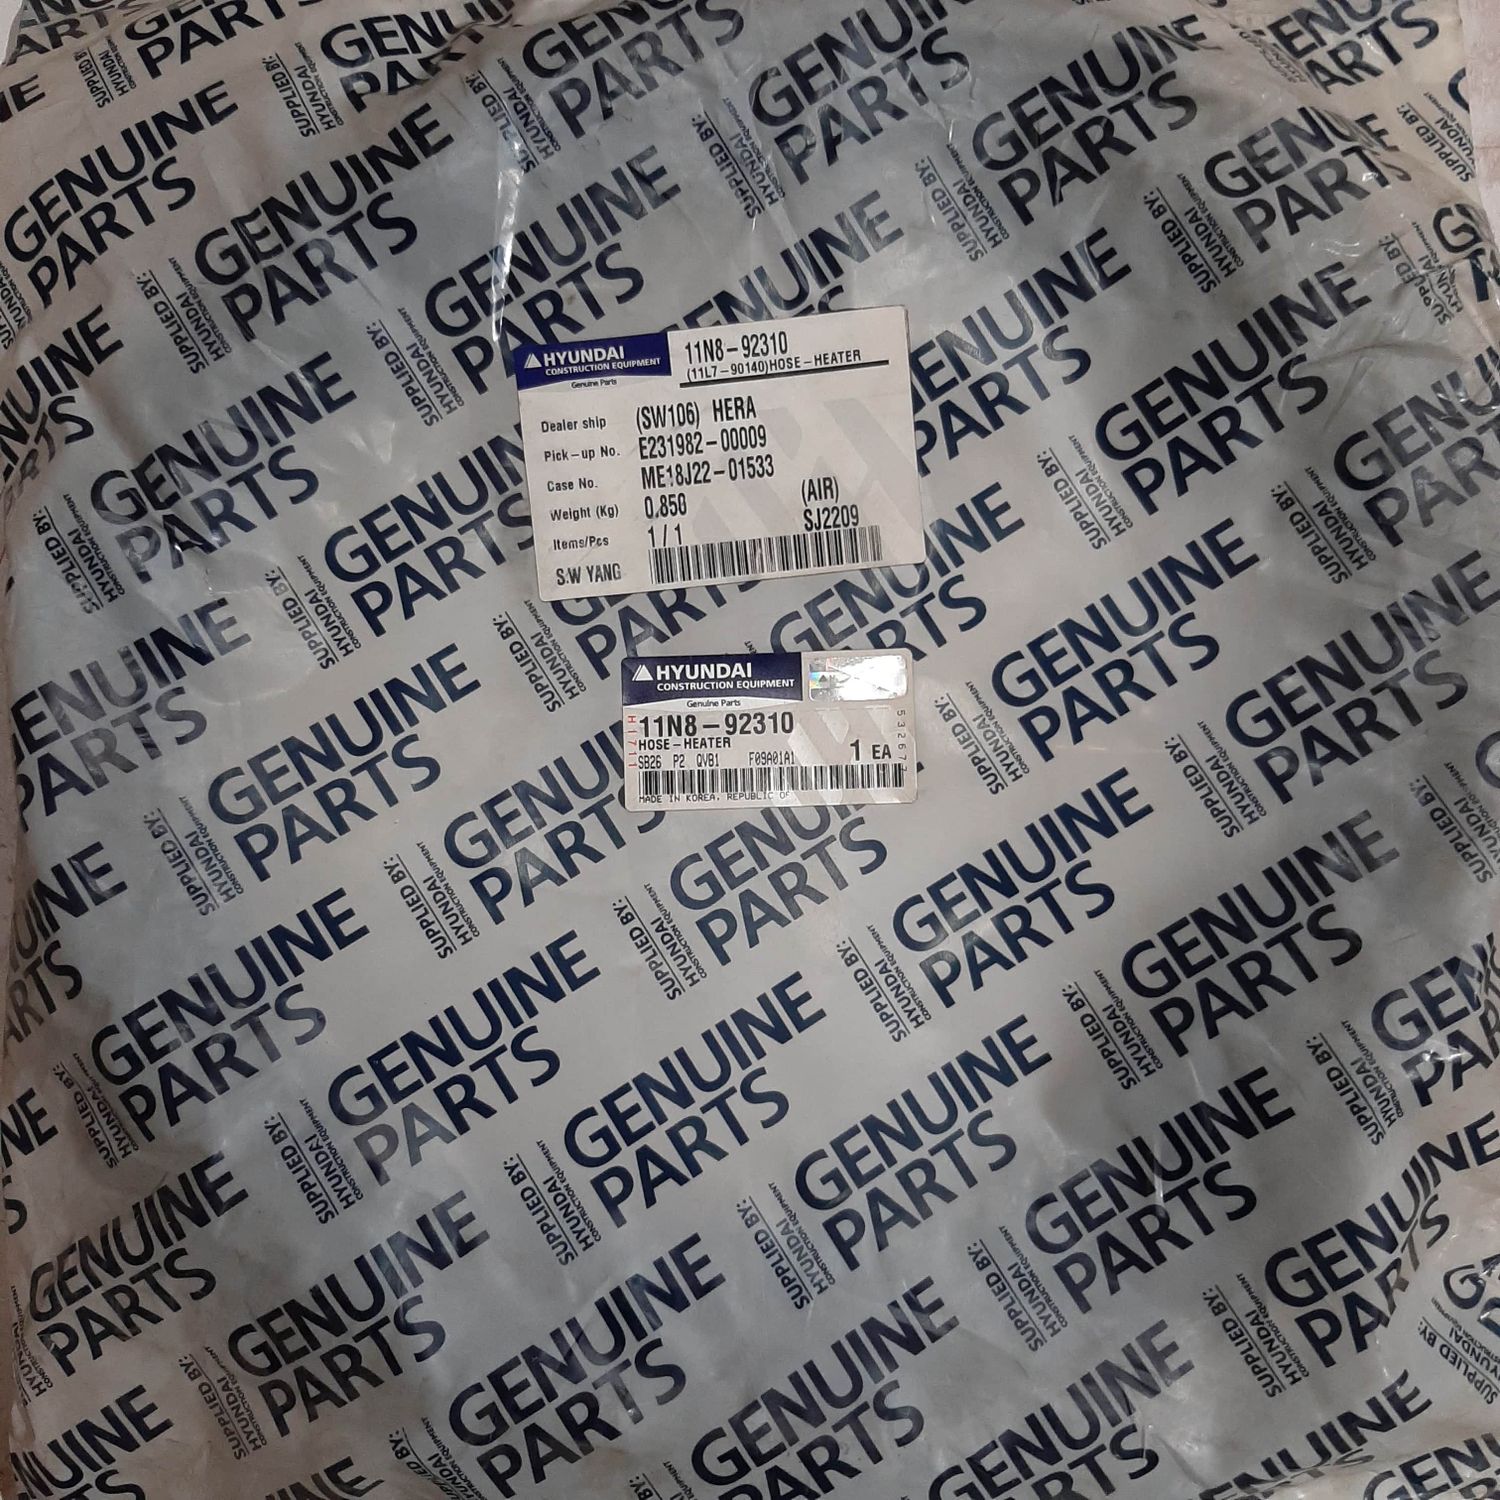 HYUNDAI
CONSTRUCTION EQUIPMENT
Genuine Parts
11N8-92310
(11L7-90140)HOSE-HEATER
Dealer ship (SW106) HERA
Pick-up No. E231982-00009
Case No. ME18J22-01533
Weight (Kg) 0.850 (AIR)
Items/Pcs 1/1 SJ2209
S.W YANG
HYUNDAI
CONSTRUCTION EQUIPMENT
Genuine Parts
11N8-92310
HOSE-HEATER
SB26 P2 QVB1 F09A01A1 1 EA
MADE IN KOREA, REPUBLIC OF
GENUINE
PARTS
SUPPLIED BY:
HYUNDAI
CONSTRUCTION EQUIPMENT